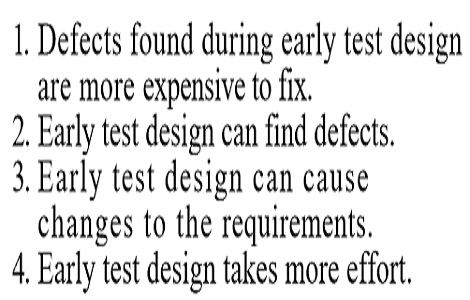 1. Defects found during early test design
are more expensive to fix.
2. Early test design can find defects.
3. Early test design can cause
changes to the requirements.
4. Early test design takes more effort.